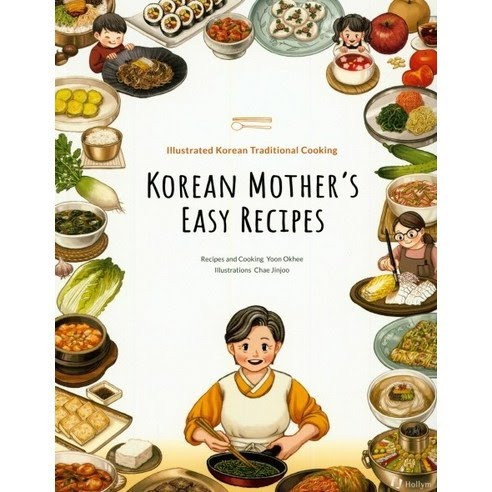 Illustrated Korean Traditional Cooking
KOREAN MOTHER'S
EASY RECIPES
Recipes and Cooking Yoon Okhee
Illustrations Chae Jinjoo
Hollym